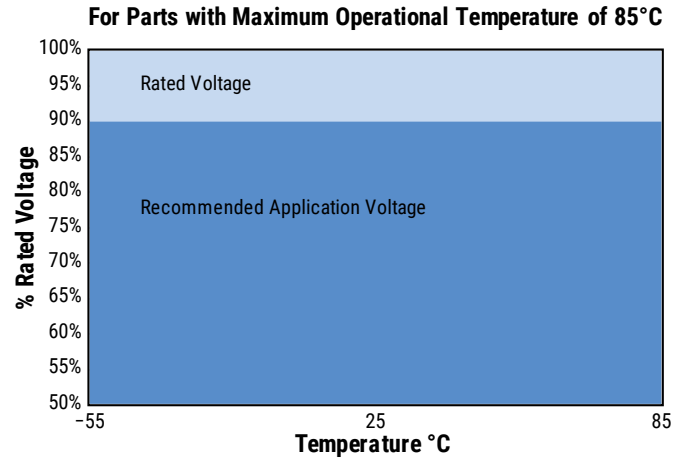 For Parts with Maximum Operational Temperature of 85°C
100%
95%
90%
85%
80%
75%
70%
65%
60%
55%
50%
% Rated Voltage
Rated Voltage
Recommended Application Voltage
−55
25
85
Temperature °C